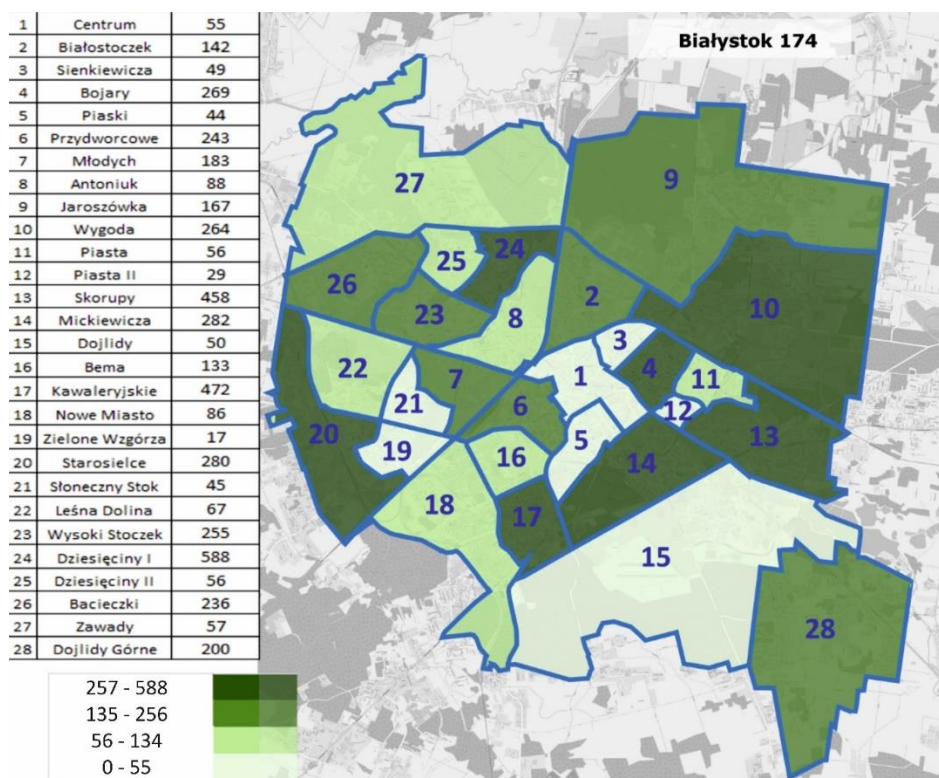 1 Centrum 55
2 Białostoczek 142
3 Sienkiewicza 49
4 Bojary 269
5 Piaski 44
6 Przydworcowe 243
7 Młodych 183
8 Antoniuk 88
9 Jaroszówka 167
10 Wygoda 264
11 Piasta 56
12 Piasta II 29
13 Skorupy 458
14 Mickiewicza 282
15 Dojlidy 50
16 Bema 133
17 Kawaleryjskie 472
18 Nowe Miasto 86
19 Zielone Wzgórza 17
20 Starosielce 280
21 Słoneczny Stok 45
22 Leśna Dolina 67
23 Wysoki Stoczek 255
24 Dziesięciny I 588
25 Dziesięciny II 56
26 Bacieczki 236
27 Zawady 57
28 Dojlidy Górne 200
257 - 588
135 - 256
56 - 134
0 - 55
Białystok 174
27
9
24
25
26
2
10
23
8
3
22
7
4
11
1
21
6
12
20
5
13
19
16
14
18
17
15
28